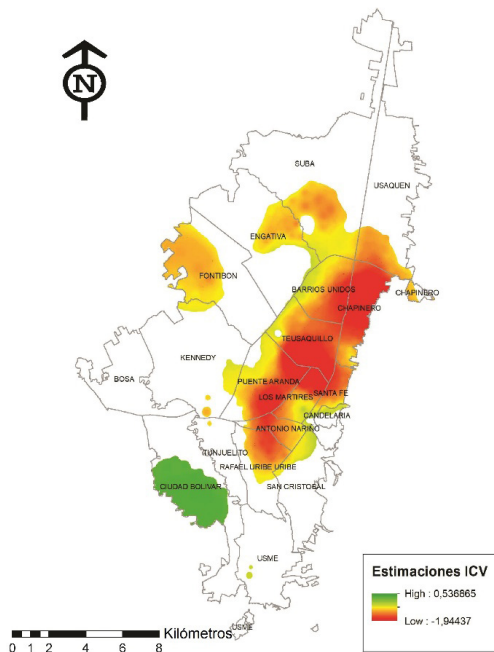 N
SUBA
USAQUEN
ENGATIVA
FONTIBON
BARRIOS UNIDOS
CHAPINERO
CHAPINERO
TEUSAQUILLO
KENNEDY
BOSA
PUENTE ARANDA
LOS MARTIRES
SANTA FE
CANDELARIA
ANTONIO NARIÑO
TUNJUELITO
RAFAEL URIBE URIBE
CIUDAD BOLIVAR
SAN CRISTOBAL
USME
USME
Estimaciones ICV
High : 0,536865
Low : -1,94437
Kilómetros
0 1 2 4 6 8